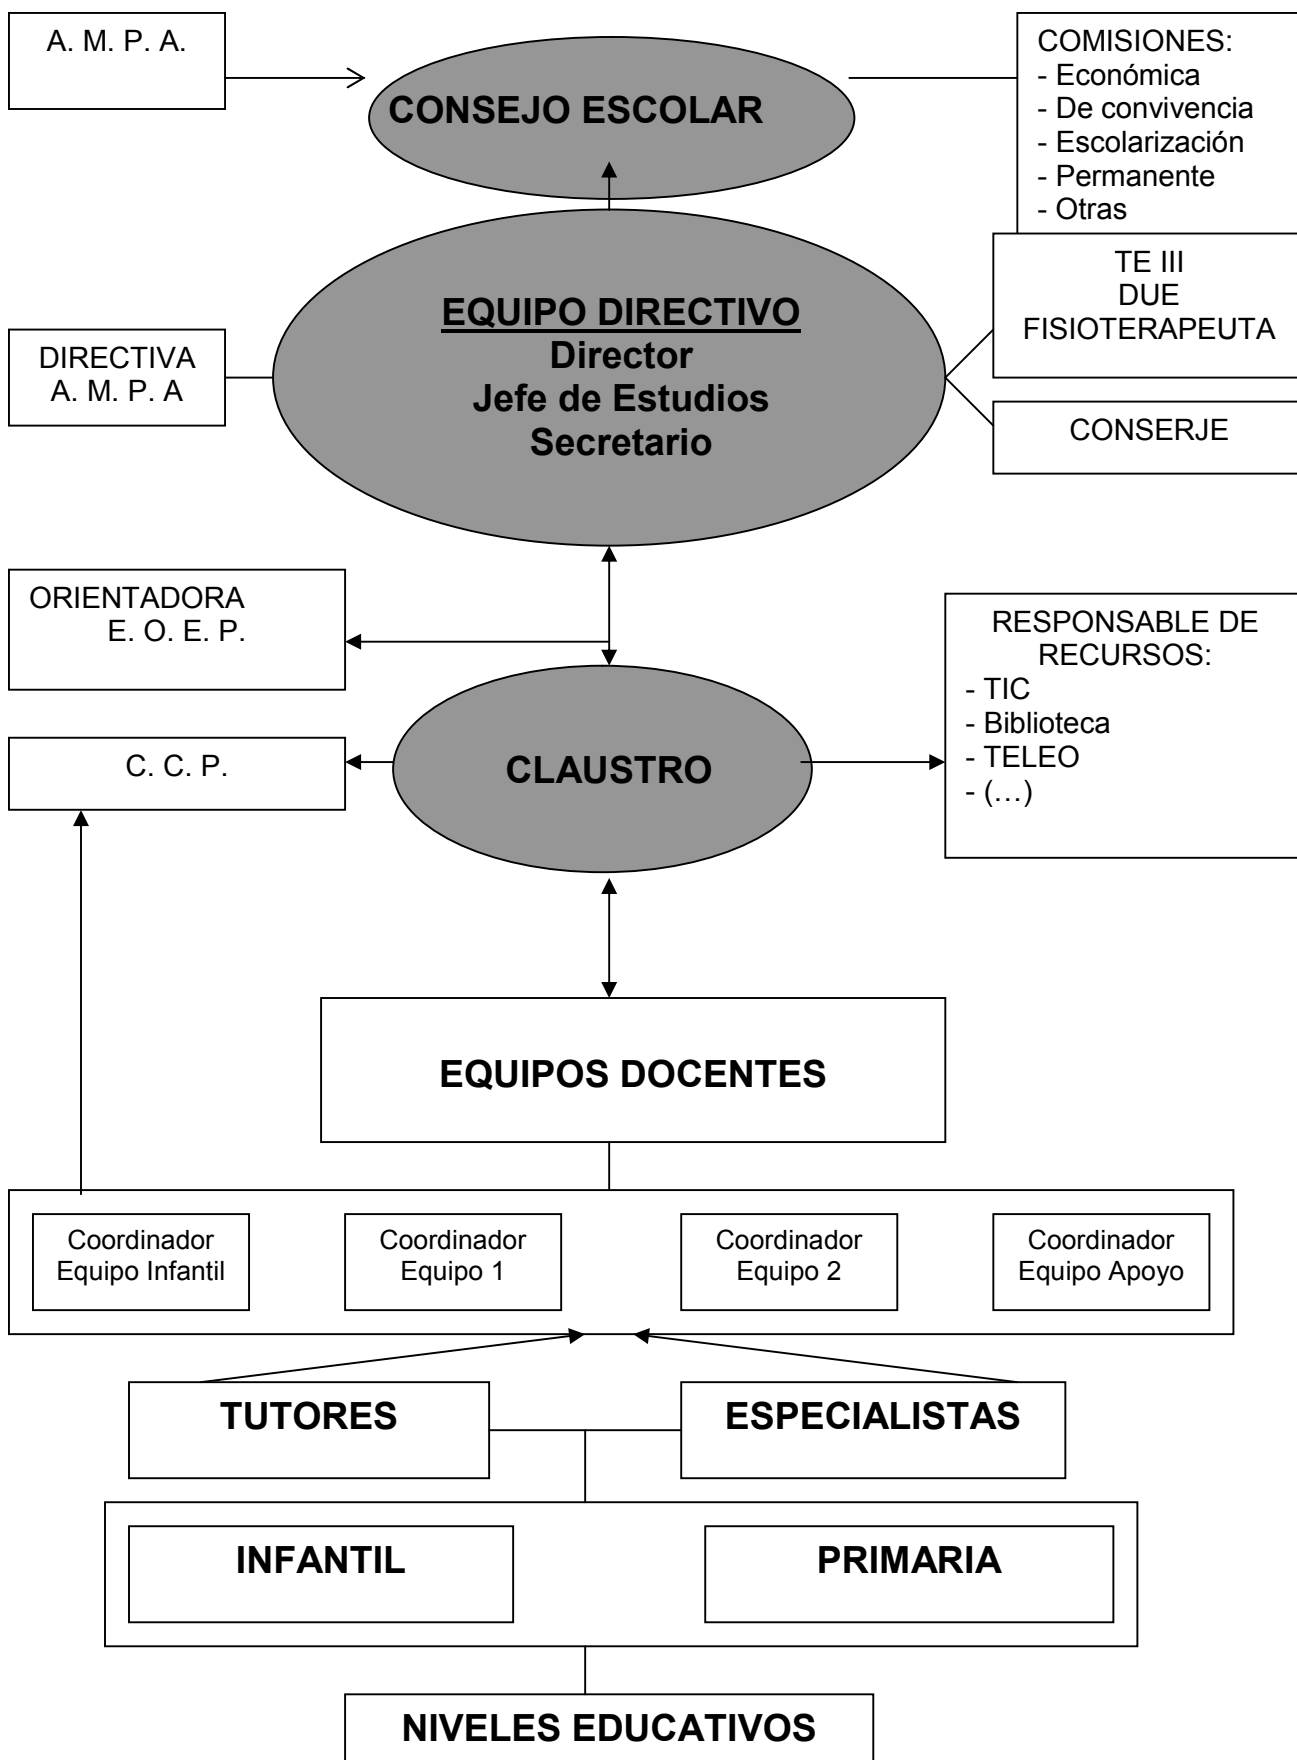 A. M. P. A.
CONSEJO ESCOLAR
COMISIONES:
- Económica
- De convivencia
- Escolarización
- Permanente
- Otras
TE III
DUE
FISIOTERAPEUTA
EQUIPO DIRECTIVO
Director
Jefe de Estudios
Secretario
DIRECTIVA
A. M. P. A
CONSERJE
ORIENTADORA
E. O. E. P.
RESPONSABLE DE
RECURSOS:
- TIC
- Biblioteca
- TELEO
- (…)
C. C. P.
CLAUSTRO
EQUIPOS DOCENTES
Coordinador
Equipo Infantil
Coordinador
Equipo 1
Coordinador
Equipo 2
Coordinador
Equipo Apoyo
TUTORES
ESPECIALISTAS
INFANTIL
PRIMARIA
NIVELES EDUCATIVOS